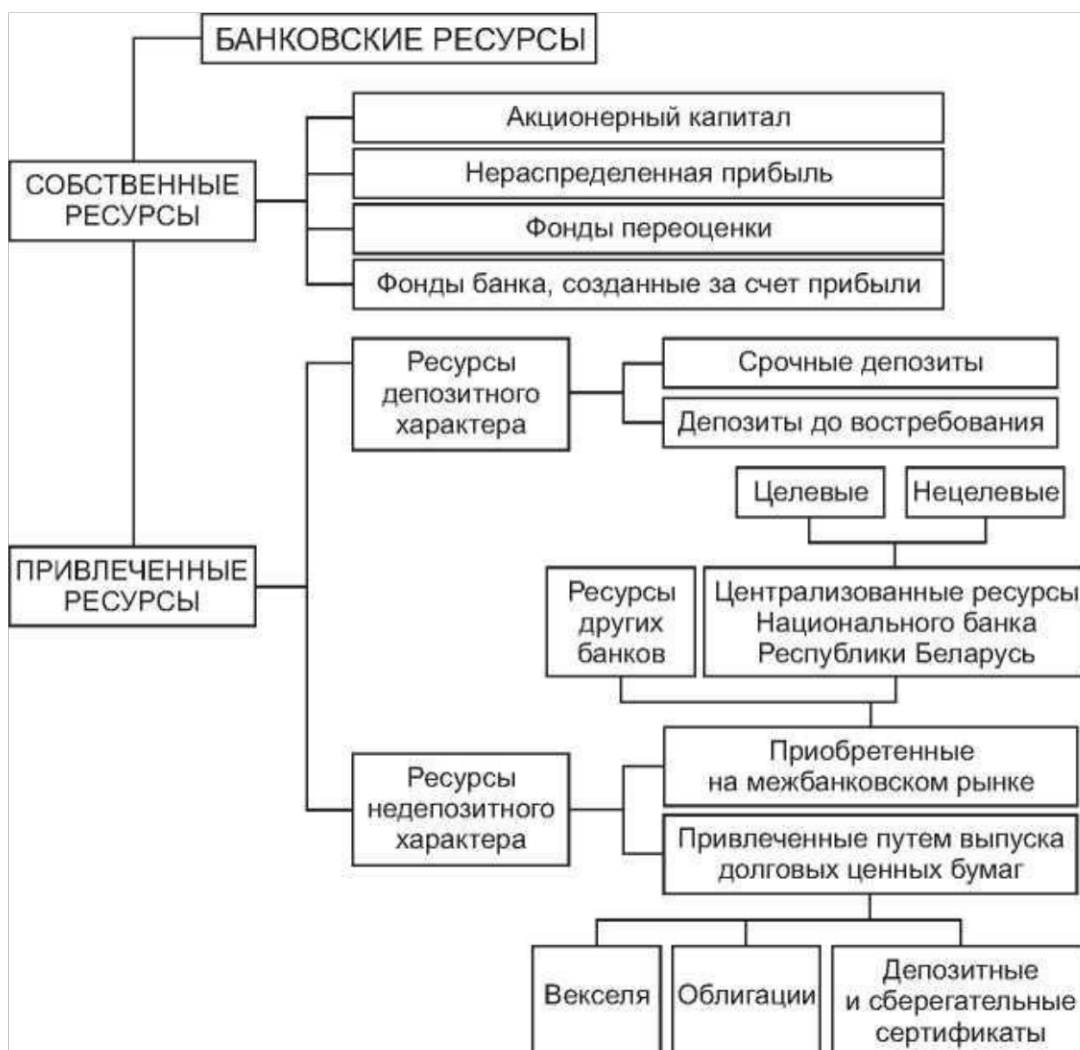 БАНКОВСКИЕ РЕСУРСЫ
СОБСТВЕННЫЕ
РЕСУРСЫ
Акционерный капитал
Нераспределенная прибыль
Фонды переоценки
Фонды банка, созданные за счет прибыли
ПРИВЛЕЧЕННЫЕ
РЕСУРСЫ
Ресурсы
депозитного
характера
Срочные депозиты
Депозиты до востребования
Целевые
Нецелевые
Ресурсы
других
банков
Централизованные ресурсы
Национального банка
Республики Беларусь
Ресурсы
недепозитного
характера
Приобретенные
на межбанковском рынке
Привлеченные путем выпуска
долговых ценных бумаг
Векселя
Облигации
Депозитные
и сберегательные
сертификаты